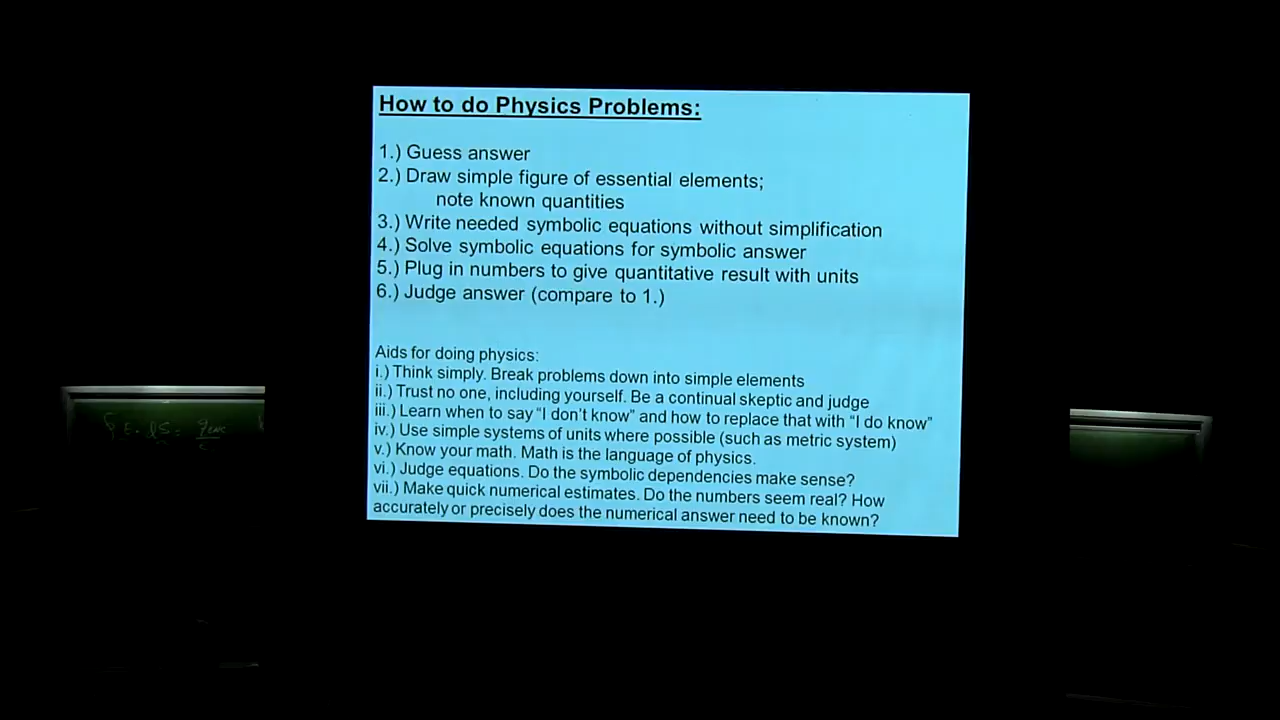 How to do Physics Problems:
1.) Guess answer
2.) Draw simple figure of essential elements;
note known quantities
3.) Write needed symbolic equations without simplification
4.) Solve symbolic equations for symbolic answer
5.) Plug in numbers to give quantitative result with units
6.) Judge answer (compare to 1.)
Aids for doing physics:
i.) Think simply. Break problems down into simple elements
ii.) Trust no one, including yourself. Be a continual skeptic and judge
iii.) Learn when to say “I don’t know” and how to replace that with “I do know”
iv.) Use simple systems of units where possible (such as metric system)
v.) Know your math. Math is the language of physics.
vi.) Judge equations. Do the symbolic dependencies make sense?
vii.) Make quick numerical estimates. Do the numbers seem real? How
accurately or precisely does the numerical answer need to be known?